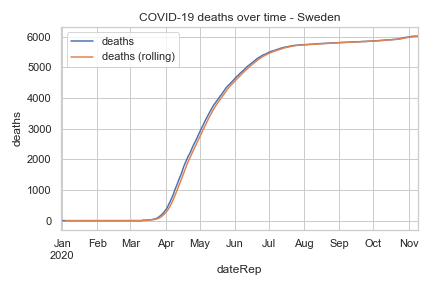 COVID-19 deaths over time - Sweden
deaths
deaths (rolling)
6000
5000
4000
3000
2000
1000
0
deaths
Jan Feb Mar Apr May Jun Jul Aug Sep Oct Nov
2020
dateRep